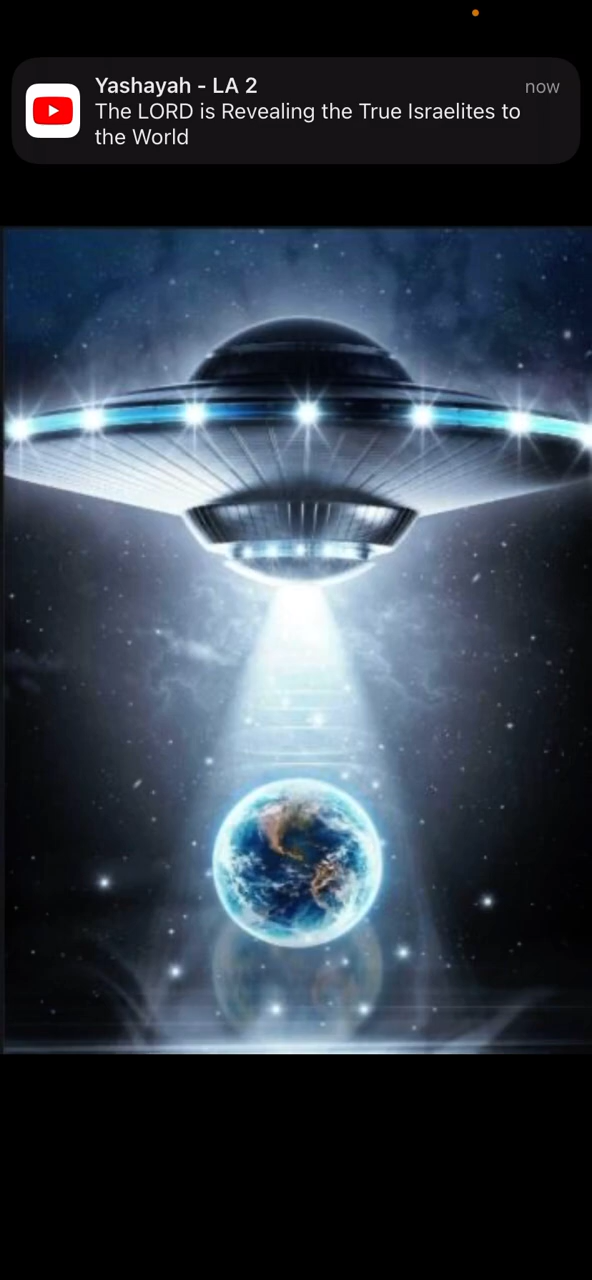 Yashayah - LA 2
now
The LORD is Revealing the True Israelites to
the World